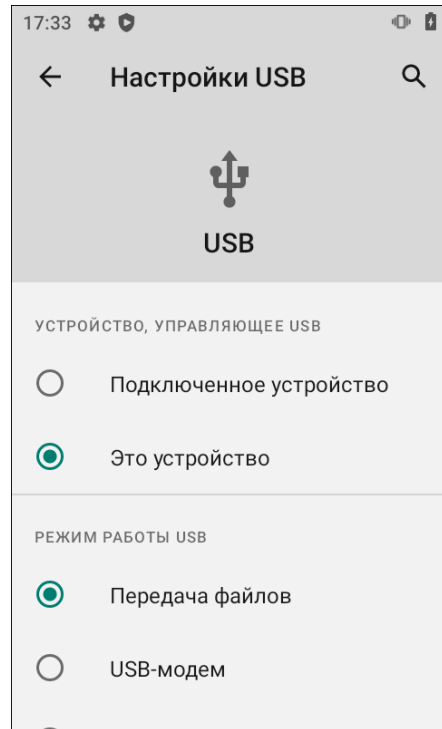 17:33
Настройки USB
USB
УСТРОЙСТВО, УПРАВЛЯЮЩЕЕ USB
Подключенное устройство
Это устройство
РЕЖИМ РАБОТЫ USB
Передача файлов
USB-модем